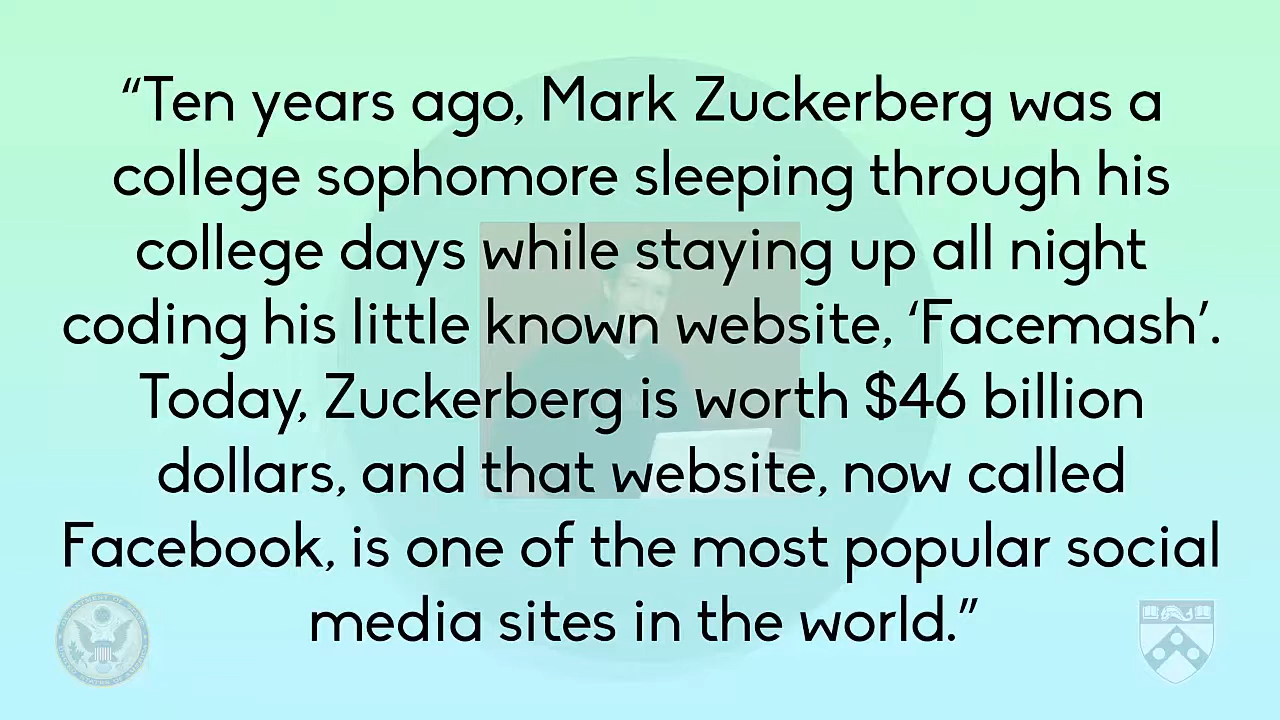 “Ten years ago, Mark Zuckerberg was a
college sophomore sleeping through his
college days while staying up all night
coding his little known website, ‘Facemash’.
Today, Zuckerberg is worth $46 billion
dollars, and that website, now called
Facebook, is one of the most popular social
media sites in the world.”